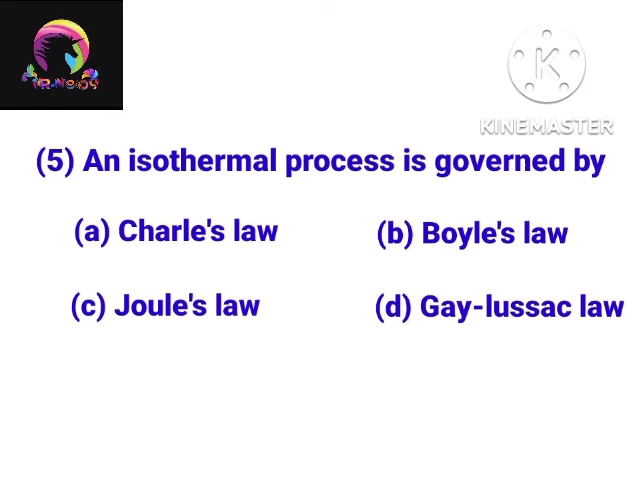 KINEMASTER
(5) An isothermal process is governed by
(a) Charle's law (b) Boyle's law
(c) Joule's law (d) Gay-lussac law